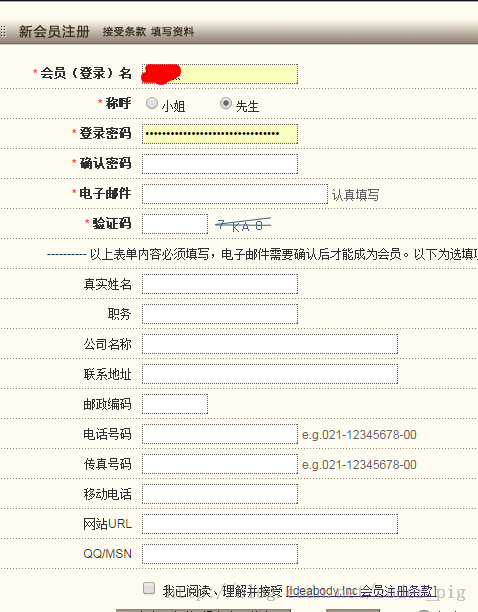 新会员注册 接受条款 填写资料
* 会员（登录）名
* 称呼 小姐 先生
* 登录密码 ••••••••••••••••••••••••••••••••
* 确认密码
* 电子邮件 认真填写
* 验证码 7 K A 8
---------- 以上表单内容必须填写，电子邮件需要确认后才能成为会员。以下为选填
真实姓名
职务
公司名称
联系地址
邮政编码
电话号码 e.g.021-12345678-00
传真号码 e.g.021-12345678-00
移动电话
网站URL
QQ/MSN
我已阅读、理解并接受 [Ideabody.inc 会员注册条款]